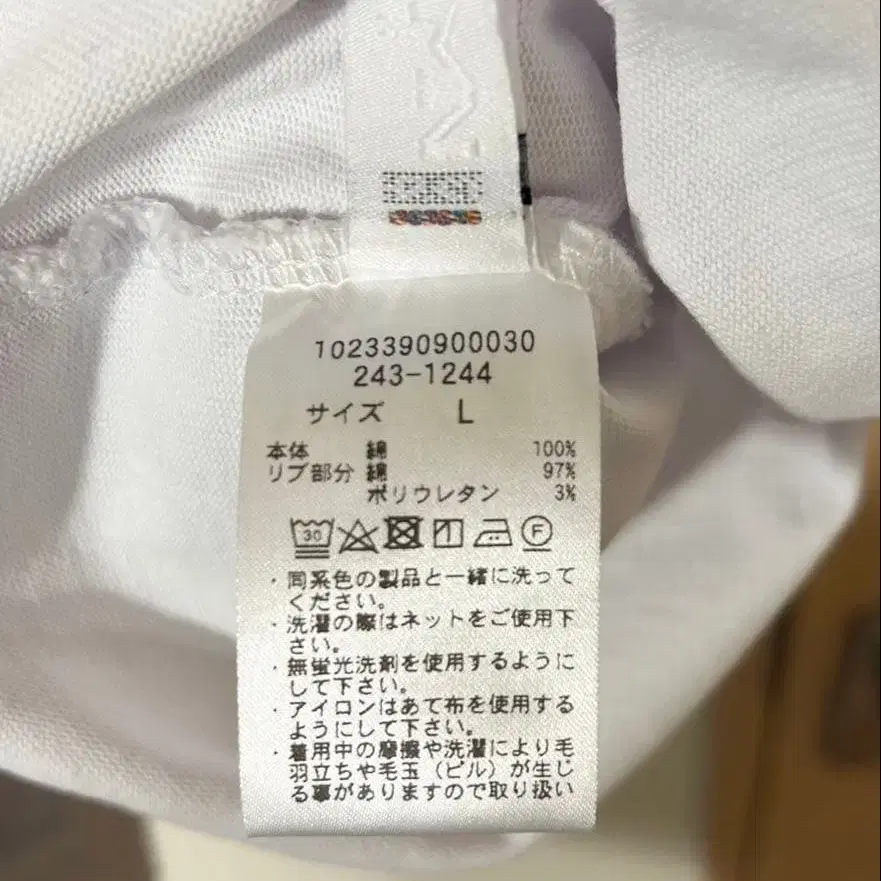 1023390900030
243-1244
サイズ L
本体 綿 100%
リブ部分 綿 97%
ポリウレタン 3%
30 F
・同系色の製品と一緒に洗って
ください。
・洗濯の際はネットをご使用下
さい。
・無蛍光洗剤を使用するように
して下さい。
・アイロンはあて布を使用する
ようにして下さい。
・着用中の摩擦や洗濯により毛
羽立ちや毛玉（ピル）が生じ
る事がありますので取り扱い